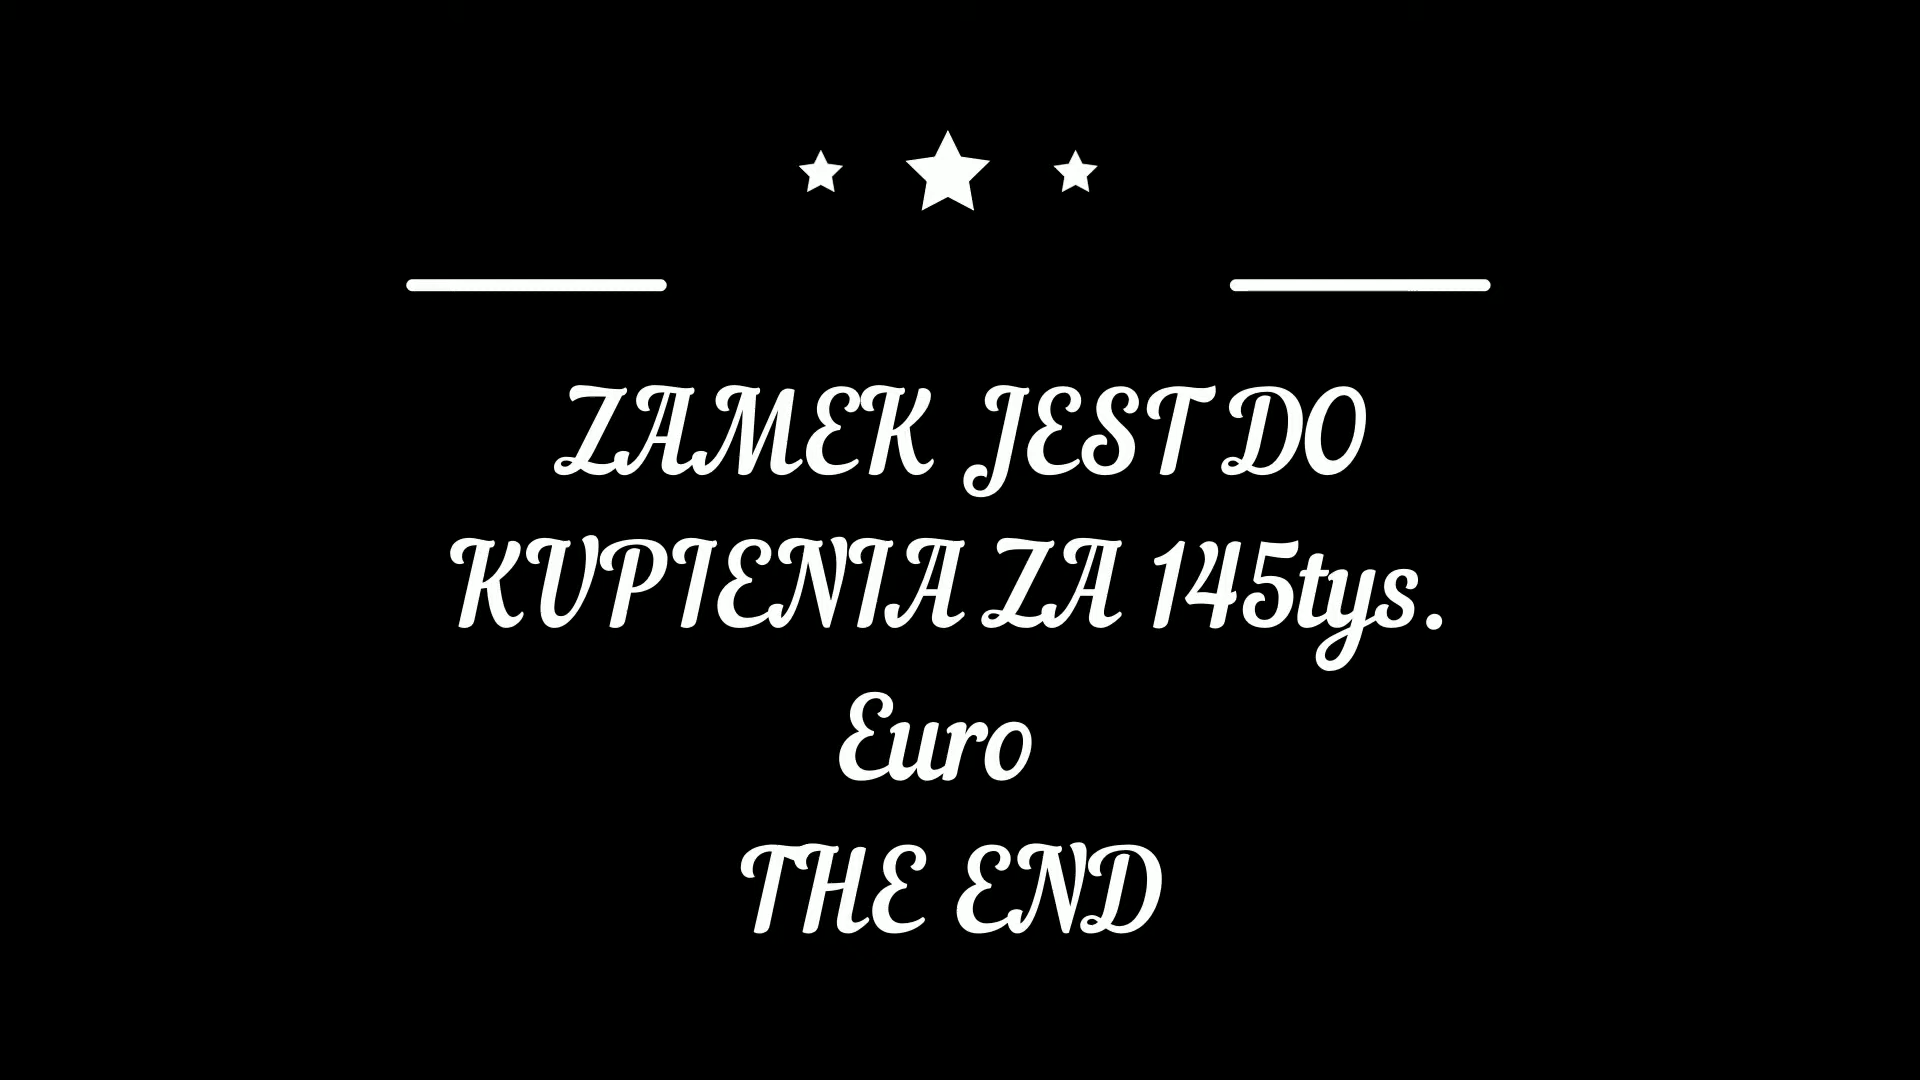 ZAMEK JEST DO
KUPIENIA ZA 145tys.
Euro
THE END